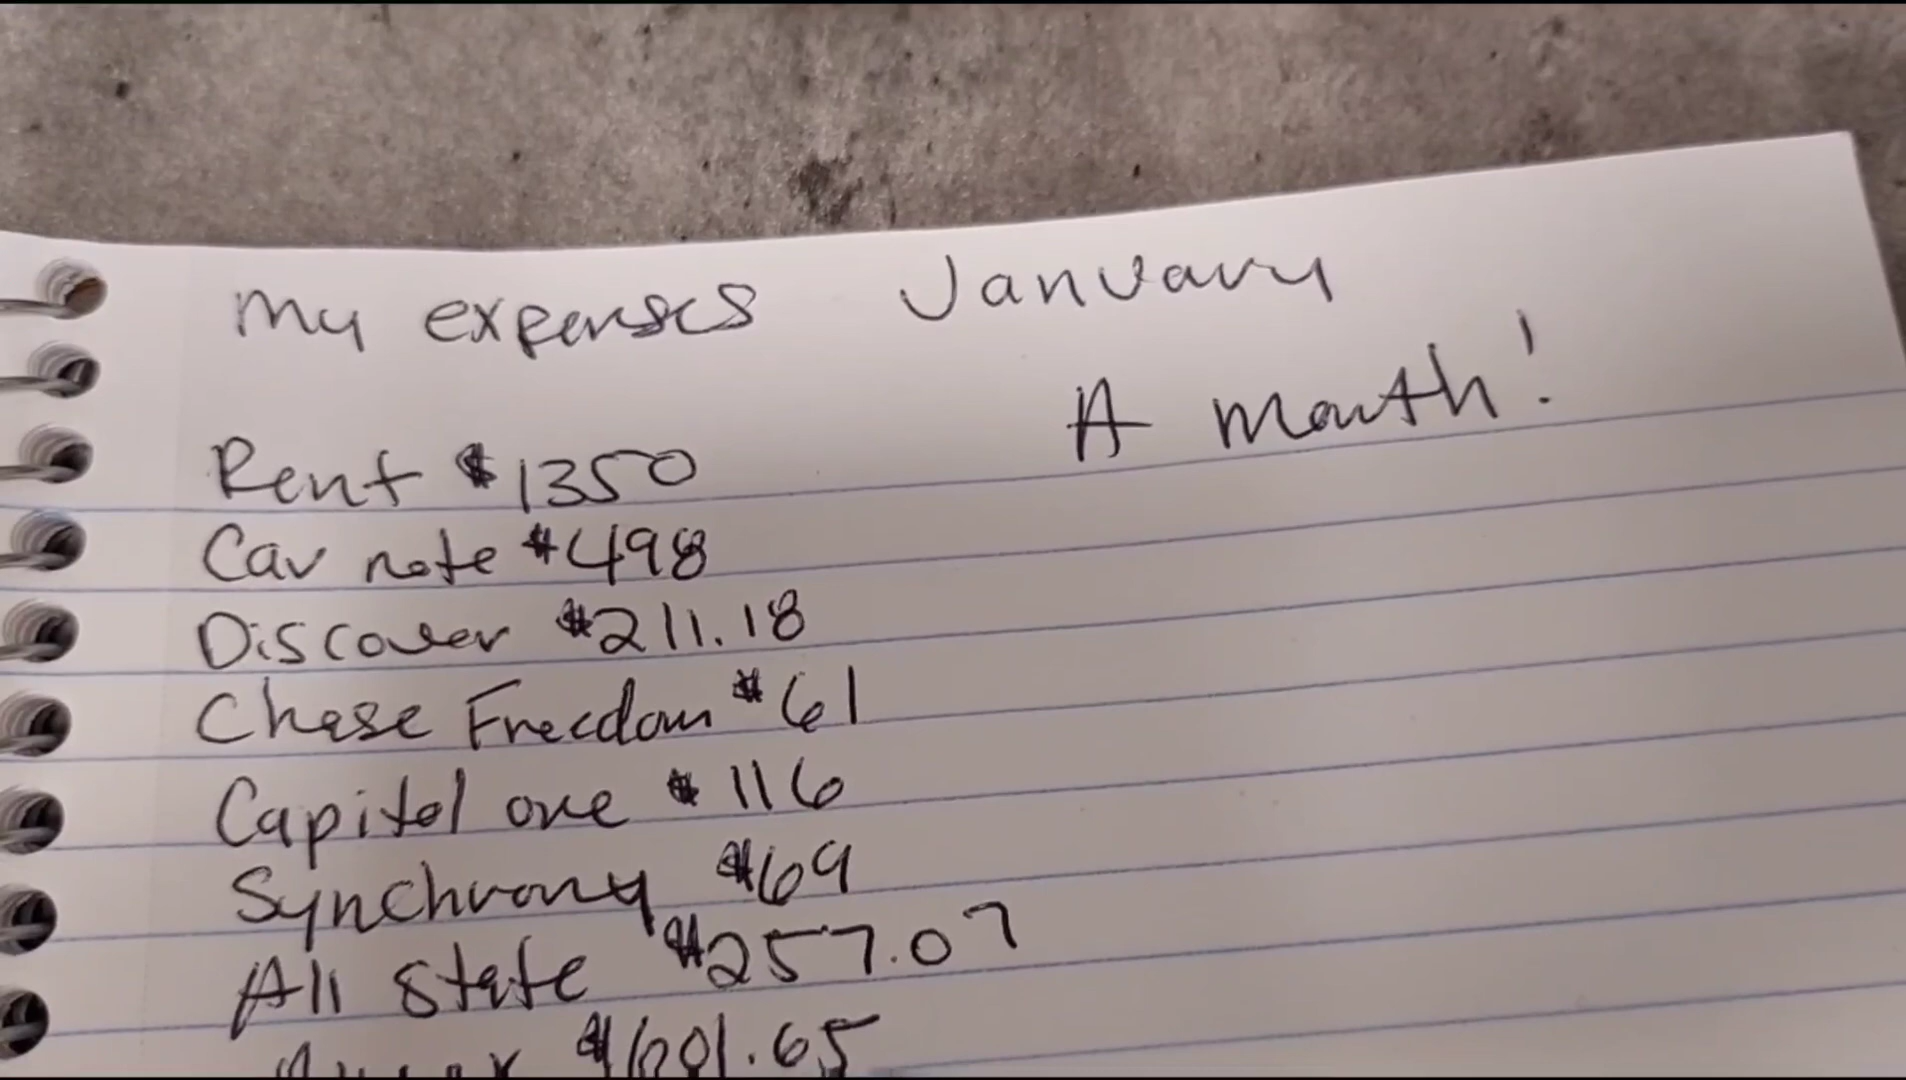 My expenses January
A month!
Rent $1350
Car note $498
Discover $211.18
Chase Freedom $61
Capitol one $116
Synchrony $69
All state $257.07
$601.65